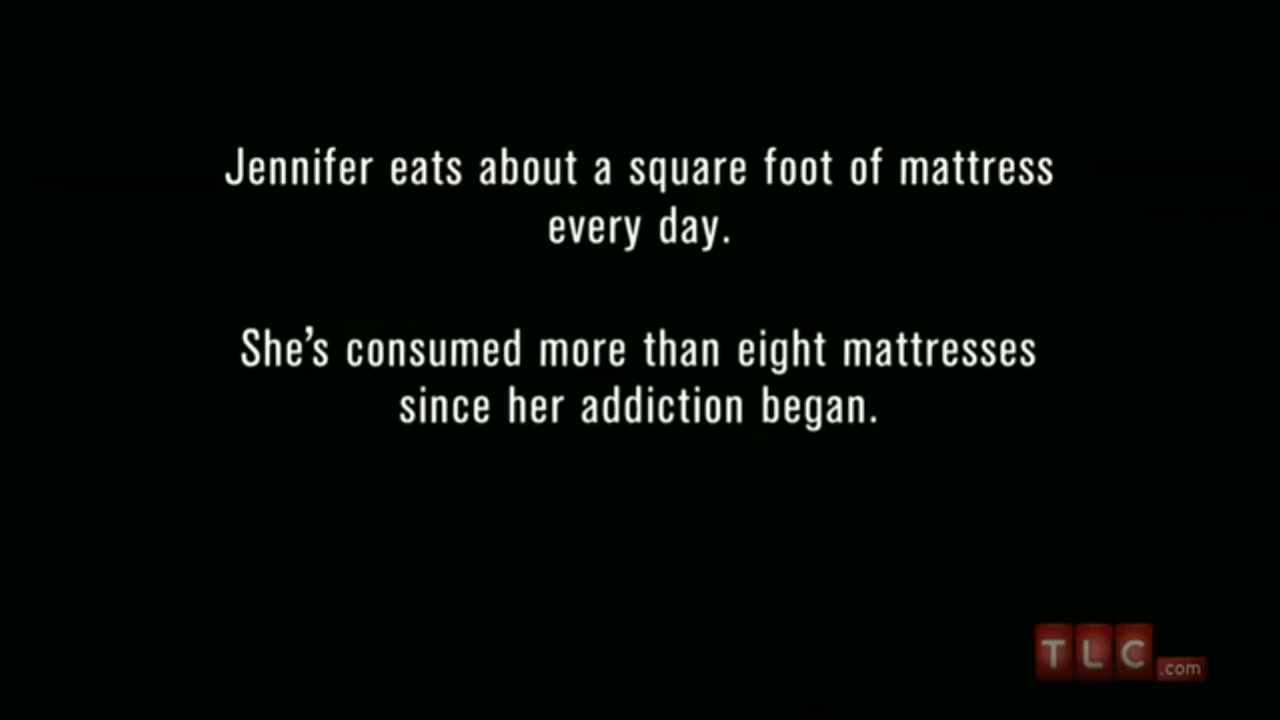 Jennifer eats about a square foot of mattress
every day.
She's consumed more than eight mattresses
since her addiction began.
TLC.com